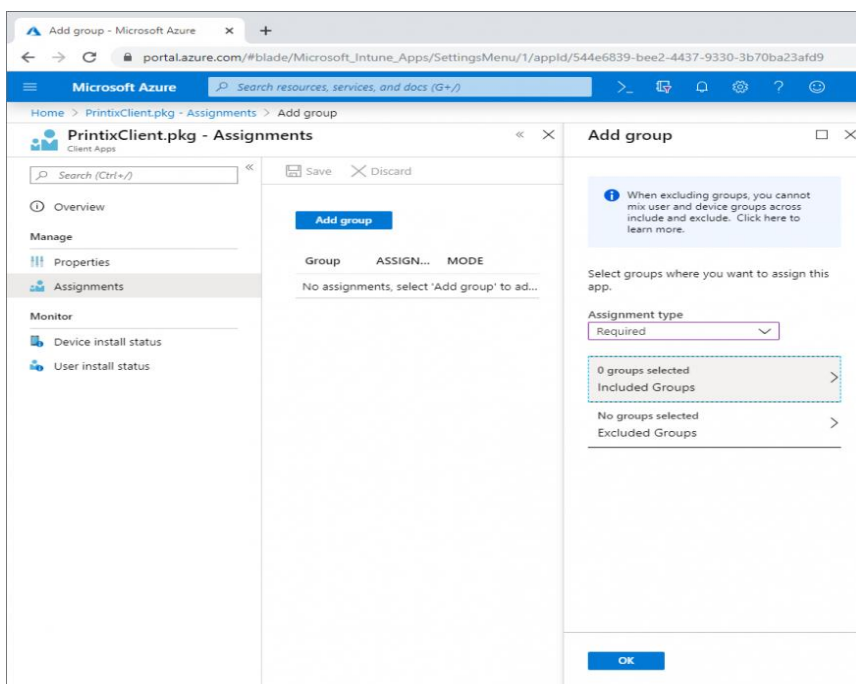 Add group - Microsoft Azure
portal.azure.com/#blade/Microsoft_Intune_Apps/SettingsMenu/1/appId/544e6839-bee2-4437-9330-3b70ba23afd9
Microsoft Azure
Search resources, services, and docs (G+/)
Home > PrintixClient.pkg - Assignments > Add group
PrintixClient.pkg - Assignments
Client Apps
Search (Ctrl+/)
Overview
Manage
Properties
Assignments
Monitor
Device install status
User install status
Save Discard
Add group
Group ASSIGN... MODE
No assignments, select 'Add group' to ad...
Add group
When excluding groups, you cannot
mix user and device groups across
include and exclude. Click here to
learn more.
Select groups where you want to assign this
app.
Assignment type
Required
0 groups selected
Included Groups
No groups selected
Excluded Groups
OK